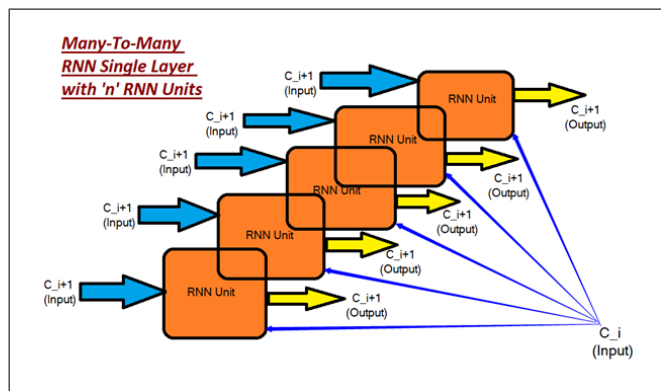 Many-To-Many
RNN Single Layer
with 'n' RNN Units
C_i+1
(Input)
RNN Unit
C_i+1
(Output)
C_i+1
(Input)
RNN Unit
C_i+1
(Output)
C_i+1
(Input)
RNN Unit
C_i+1
(Output)
C_i+1
(Input)
RNN Unit
C_i+1
(Output)
C_i+1
(Input)
RNN Unit
C_i+1
(Output)
C_i
(Input)